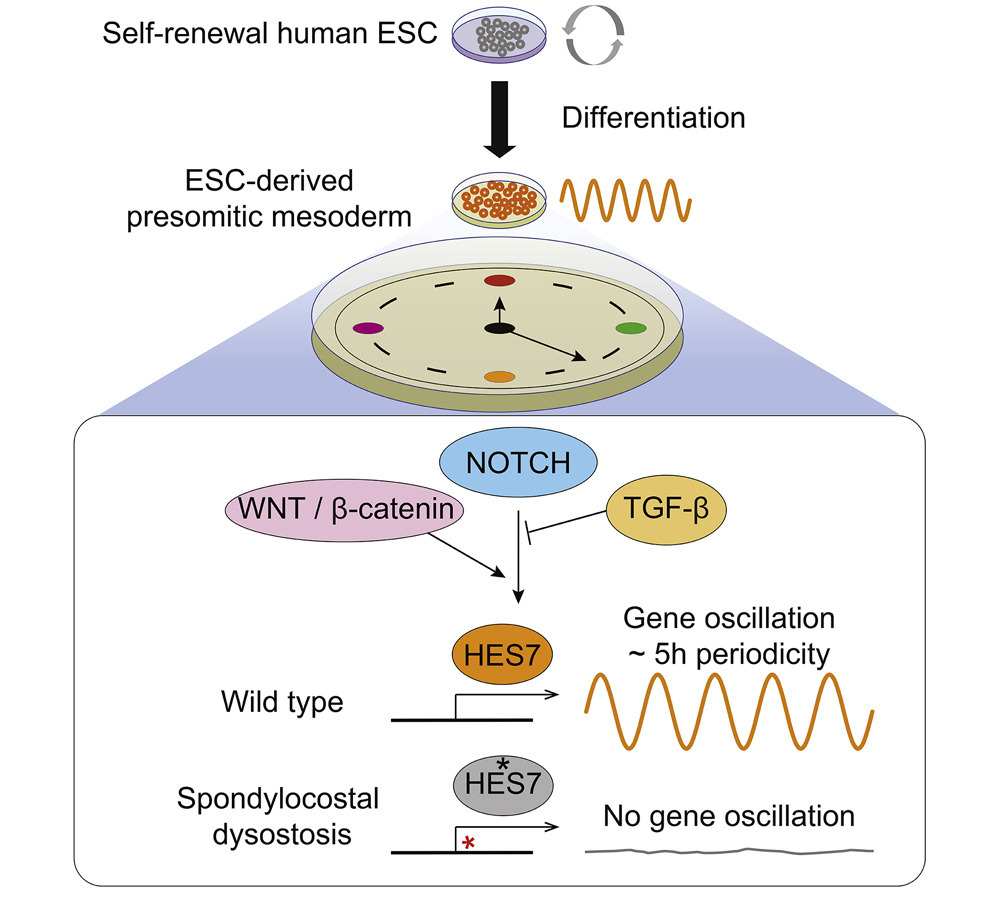 Self-renewal human ESC
Differentiation
ESC-derived
presomitic mesoderm
NOTCH
WNT / β-catenin
TGF-β
Gene oscillation
~ 5h periodicity
HES7
Wild type
*
HES7
Spondylocostal
dysostosis
*
No gene oscillation